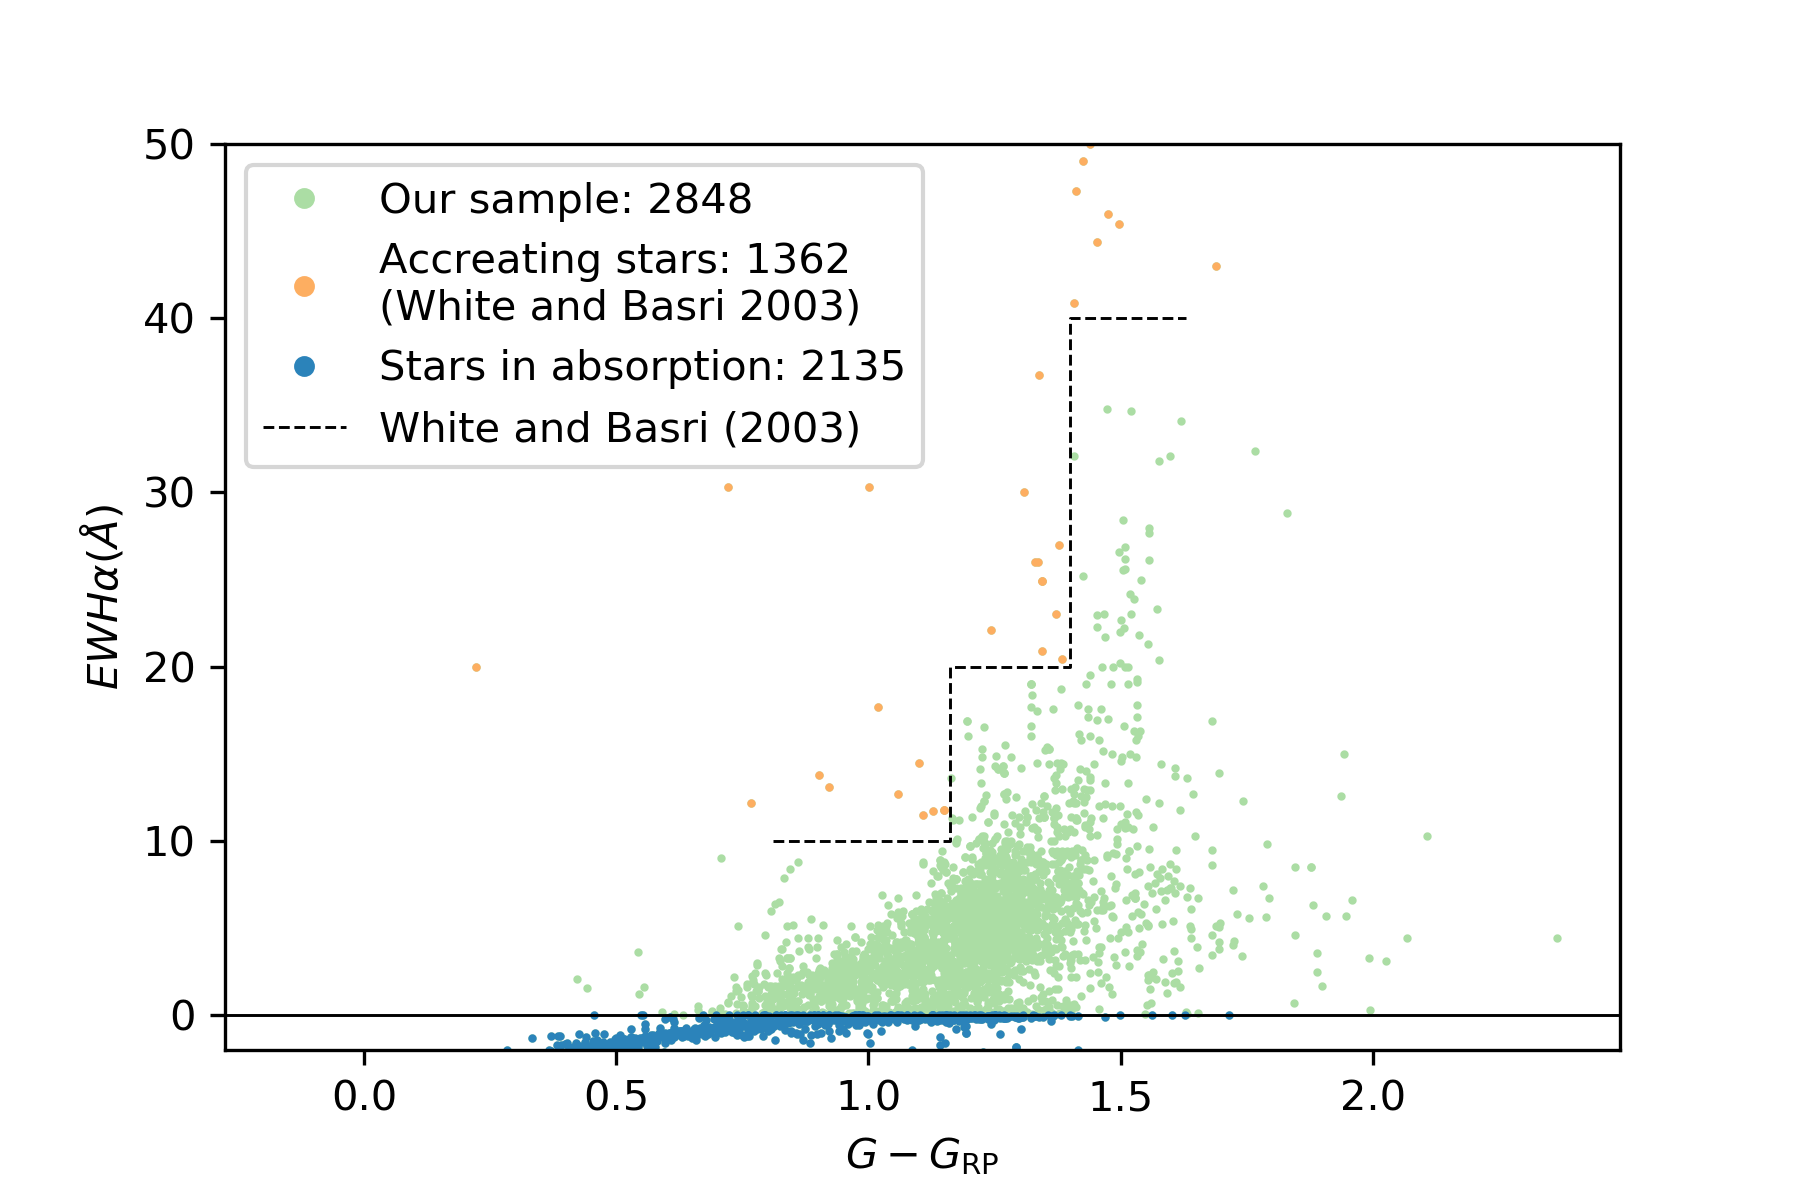 50
40
30
20
10
0
EWHα(Å)
Our sample: 2848
Accreating stars: 1362
(White and Basri 2003)
Stars in absorption: 2135
White and Basri (2003)
0.0 0.5 1.0 1.5 2.0
G − G_RP